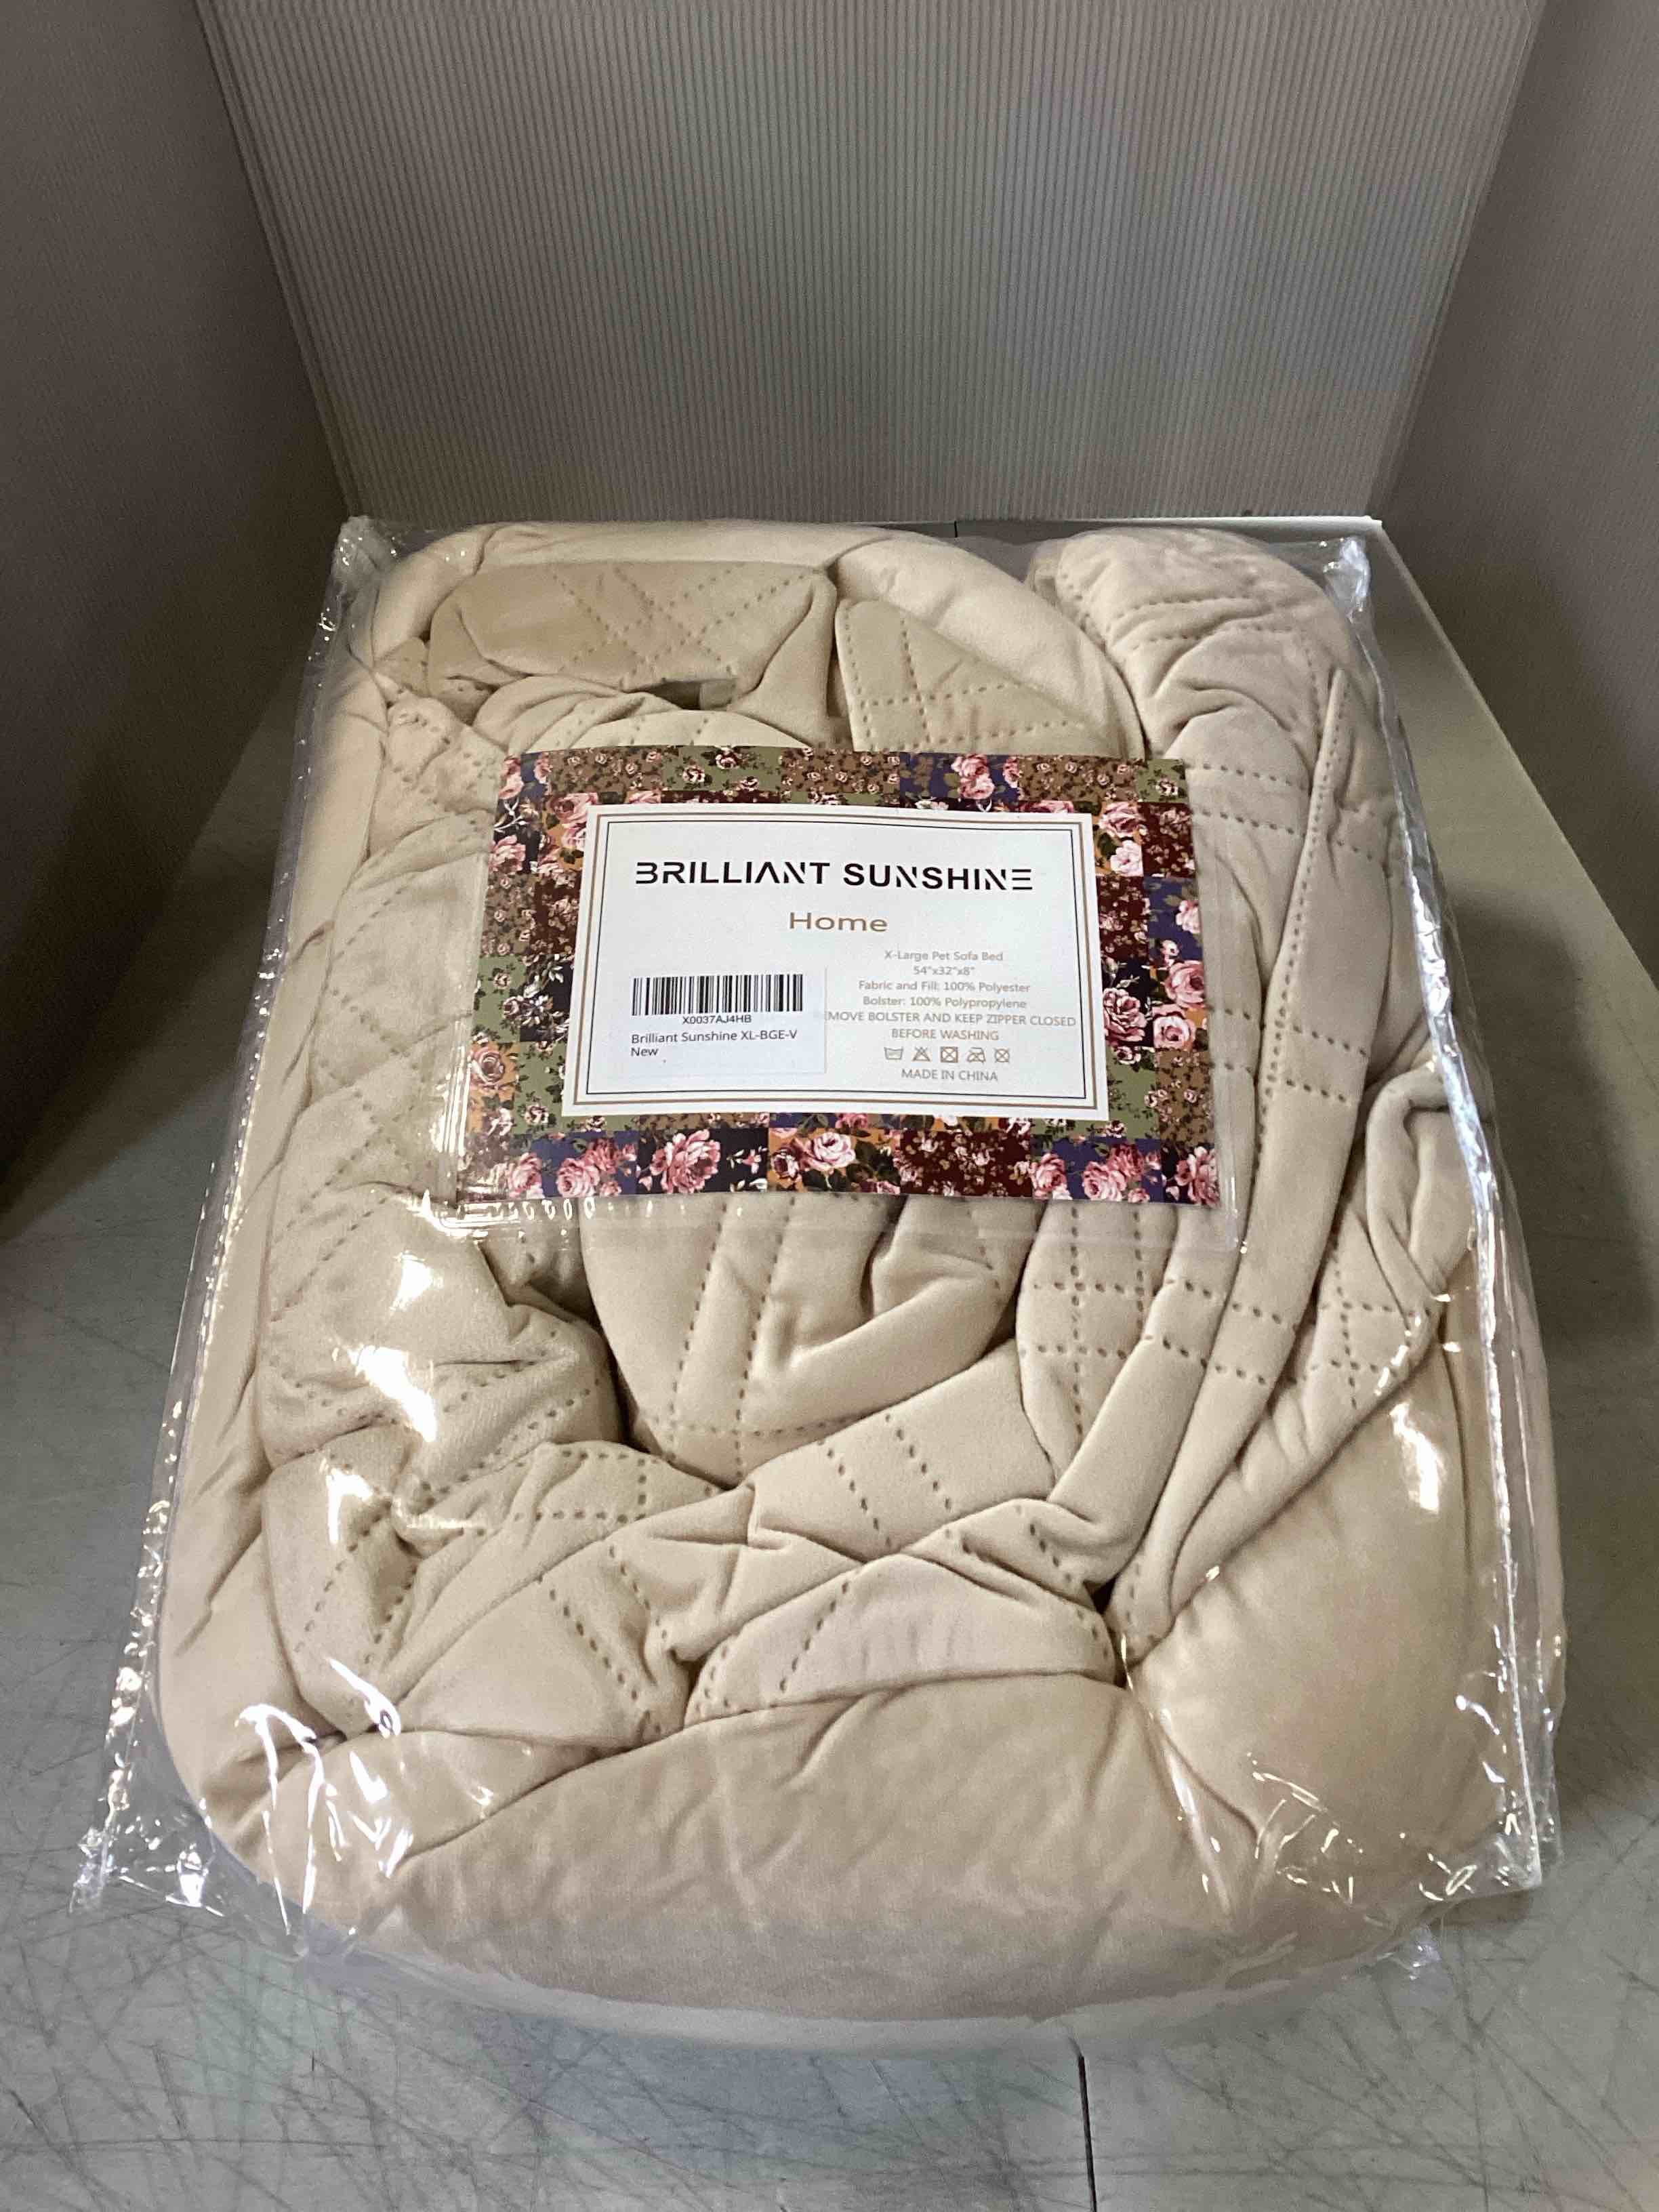 BRILLIANT SUNSHINE
Home
X-Large Pet Sofa Bed
54"x32"x8"
Fabric and Fill: 100% Polyester
Bolster: 100% Polypropylene
MOVE BOLSTER AND KEEP ZIPPER CLOSED
BEFORE WASHING
MADE IN CHINA
X0037AJ4HB
Brilliant Sunshine XL-BGE-V
New